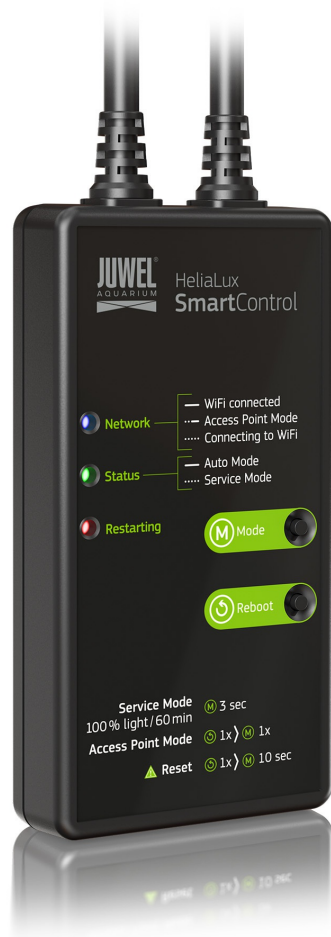 JUWEL®
AQUARIUM
HeliaLux
SmartControl
Network
WiFi connected
Access Point Mode
Connecting to WiFi
Status
Auto Mode
Service Mode
Restarting
M Mode
Reboot
Service Mode M 3 sec
100% light/60 min
Access Point Mode 1x › M 1x
Reset 1x › M 10 sec